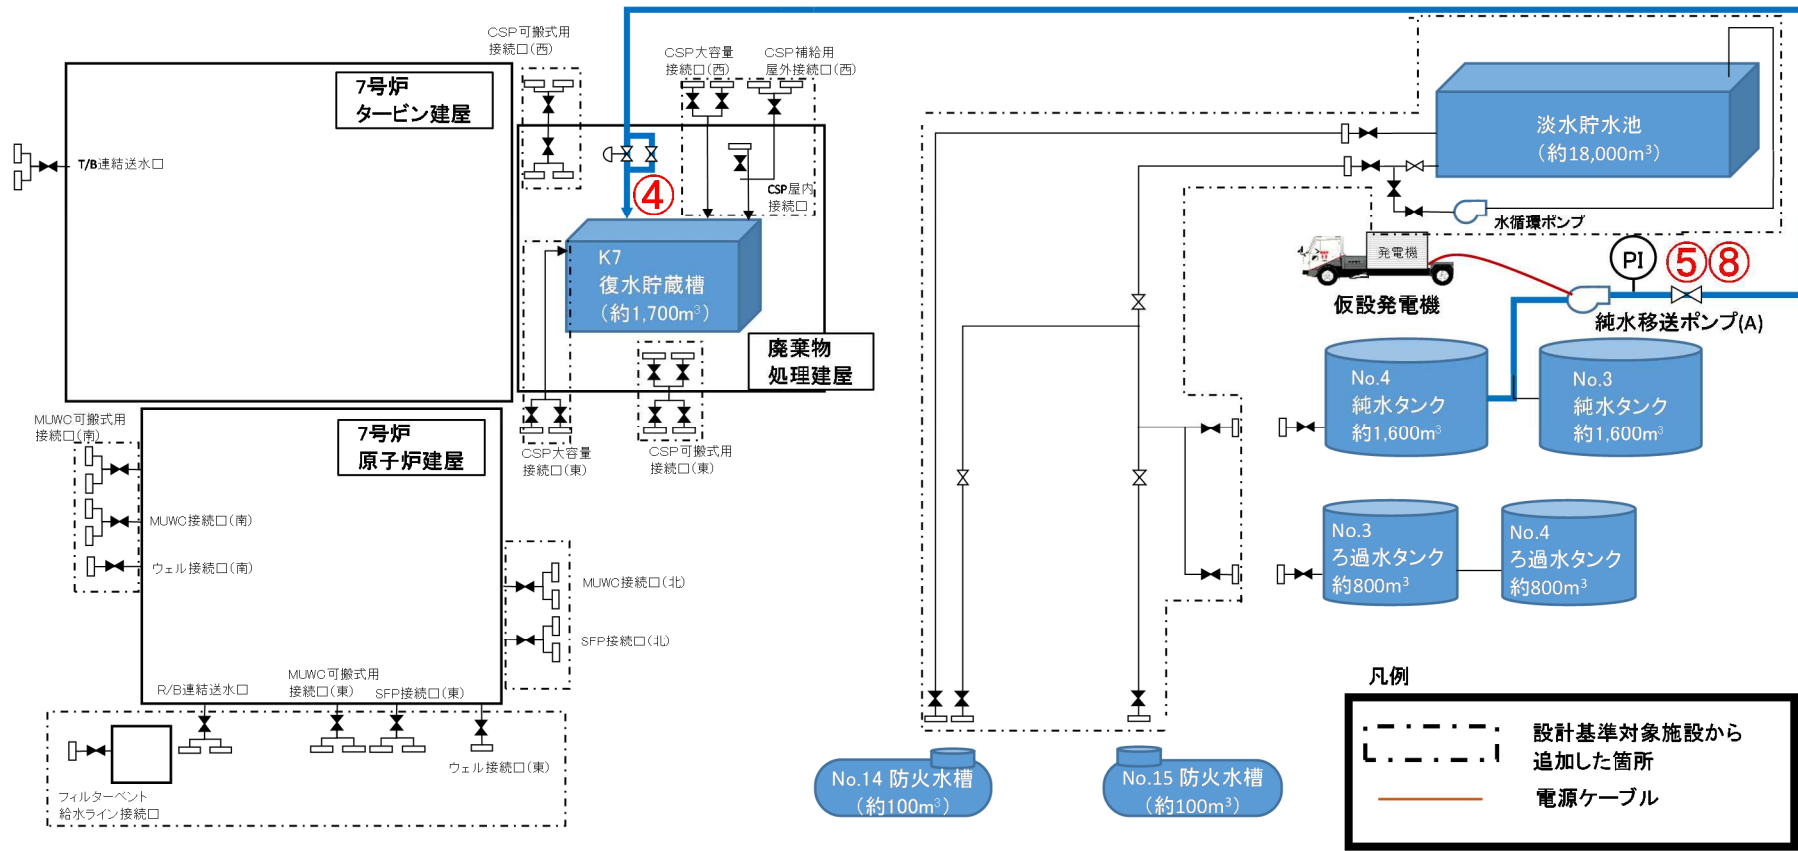 CSP可搬式用
接続口(西)
CSP大容量
接続口(西)
CSP補給用
屋外接続口(西)
7号炉
タービン建屋
T/B連結送水口
④
CSP屋内
接続口
K7
復水貯蔵槽
(約1,700m³)
廃棄物
処理建屋
淡水貯水池
(約18,000m³)
水循環ポンプ
発電機
仮設発電機
PI
⑤⑧
純水移送ポンプ(A)
No.4
純水タンク
約1,600m³
No.3
純水タンク
約1,600m³
No.3
ろ過水タンク
約800m³
No.4
ろ過水タンク
約800m³
MUWC可搬式用
接続口(南)
7号炉
原子炉建屋
CSP大容量
接続口(東)
CSP可搬式用
接続口(東)
MUWC接続口(南)
ウェル接続口(南)
MUWC接続口(北)
SFP接続口(北)
R/B連結送水口
MUWC可搬式用
接続口(東)
SFP接続口(東)
ウェル接続口(東)
フィルターベント
給水ライン接続口
No.14 防火水槽
(約100m³)
No.15 防火水槽
(約100m³)
凡例
設計基準対象施設から
追加した箇所
電源ケーブル